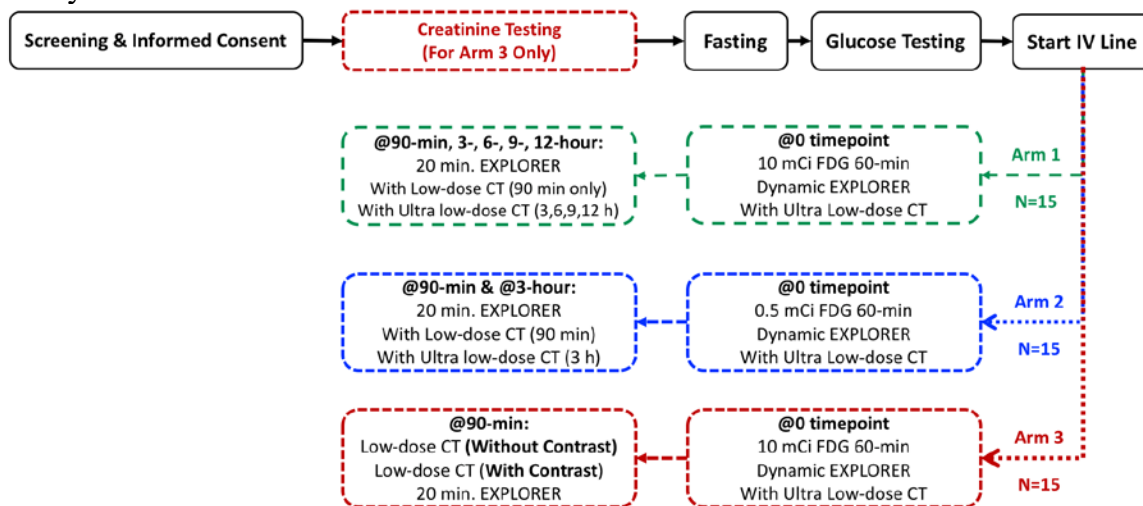 Screening & Informed Consent
Creatinine Testing
(For Arm 3 Only)
Fasting
Glucose Testing
Start IV Line
@90-min, 3-, 6-, 9-, 12-hour:
20 min. EXPLORER
With Low-dose CT (90 min only)
With Ultra low-dose CT (3,6,9,12 h)
@0 timepoint
10 mCi FDG 60-min
Dynamic EXPLORER
With Ultra Low-dose CT
Arm 1
N=15
@90-min & @3-hour:
20 min. EXPLORER
With Low-dose CT (90 min)
With Ultra low-dose CT (3 h)
@0 timepoint
0.5 mCi FDG 60-min
Dynamic EXPLORER
With Ultra Low-dose CT
Arm 2
N=15
@90-min:
Low-dose CT (Without Contrast)
Low-dose CT (With Contrast)
20 min. EXPLORER
@0 timepoint
10 mCi FDG 60-min
Dynamic EXPLORER
With Ultra Low-dose CT
Arm 3
N=15